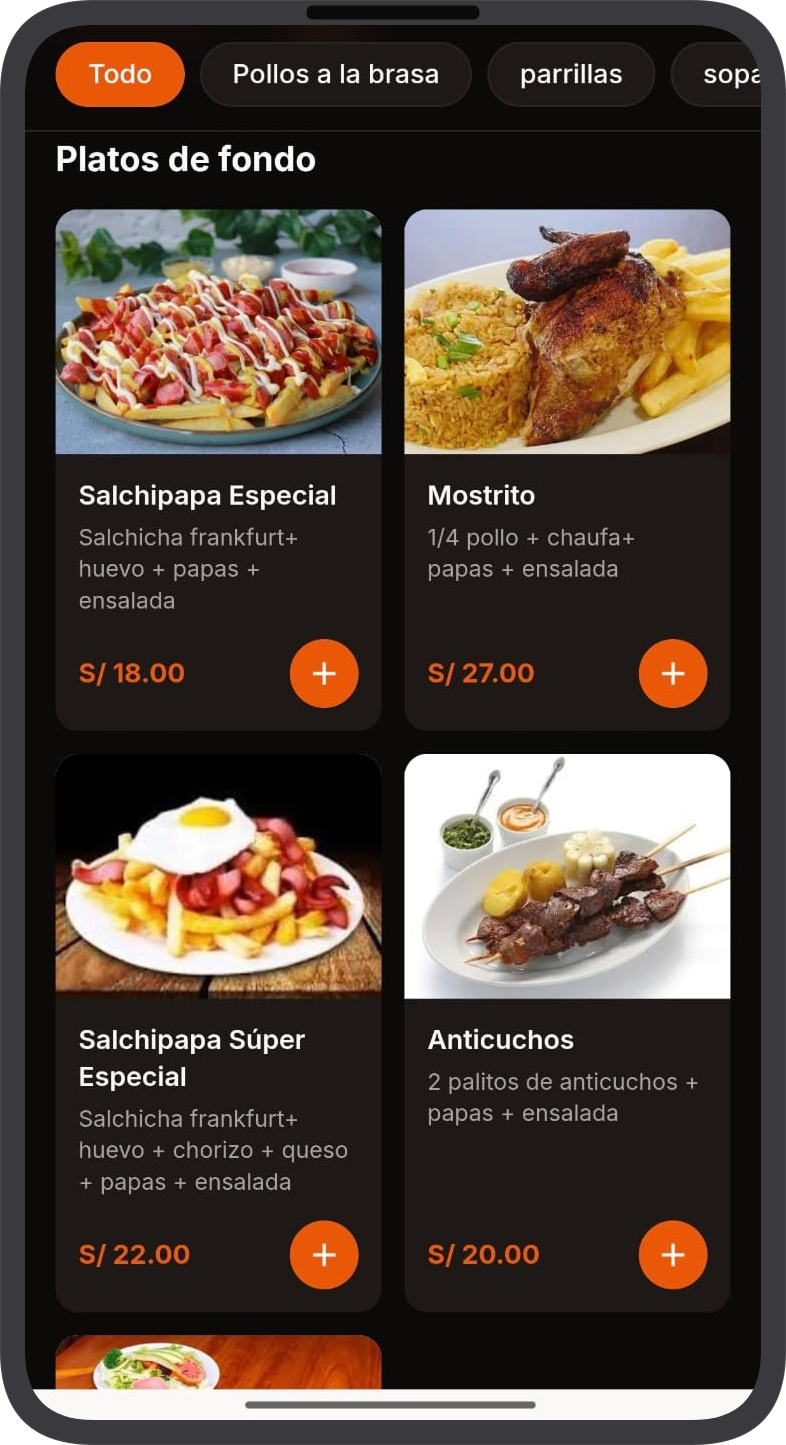 Todo
Pollos a la brasa
parrillas
Platos de fondo
Salchipapa Especial
Salchicha frankfurt+
huevo + papas +
ensalada
S/ 18.00
+
Mostrito
1/4 pollo + chaufa+
papas + ensalada
S/ 27.00
+
Salchipapa Súper
Especial
Salchicha frankfurt+
huevo + chorizo + queso
+ papas + ensalada
S/ 22.00
+
Anticuchos
2 palitos de anticuchos +
papas + ensalada
S/ 20.00
+